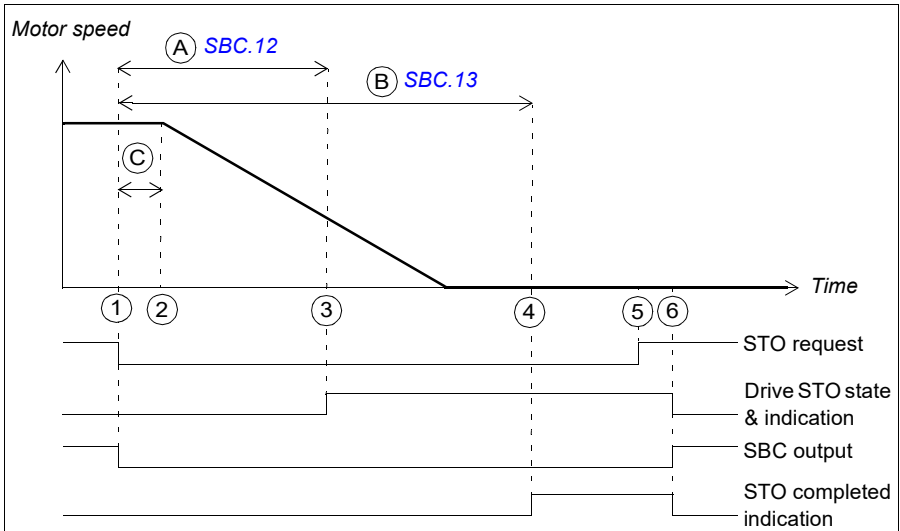 Motor speed
A SBC.12
B SBC.13
C
Time
1 2 3 4 5 6
STO request
Drive STO state
& indication
SBC output
STO completed
indication